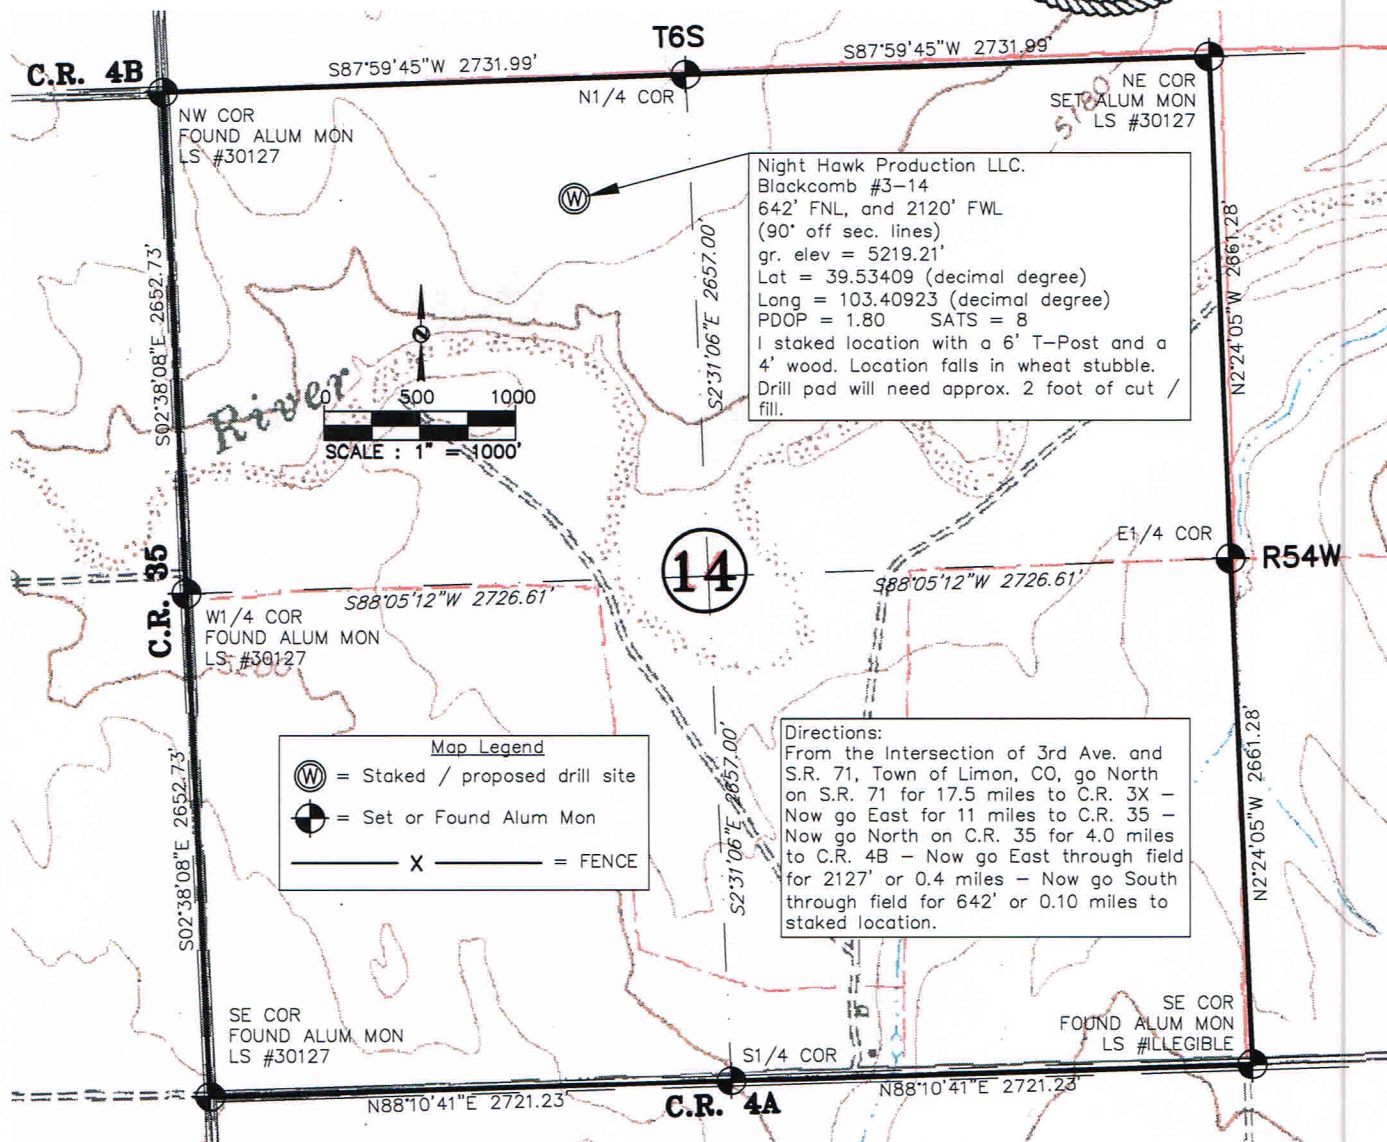 T6S
C.R. 4B
S87°59'45"W 2731.99'
S87°59'45"W 2731.99'
N1/4 COR
NE COR
SET ALUM MON
LS #30127
5180
NW COR
FOUND ALUM MON
LS #30127
W
Night Hawk Production LLC.
Blackcomb #3-14
642' FNL, and 2120' FWL
(90° off sec. lines)
gr. elev = 5219.21'
Lat = 39.53409 (decimal degree)
Long = 103.40923 (decimal degree)
PDOP = 1.80 SATS = 8
I staked location with a 6' T-Post and a
4' wood. Location falls in wheat stubble.
Drill pad will need approx. 2 foot of cut /
fill.
S02°38'08"E 2652.73'
S2°31'06"E 2657.00'
N2°24'05"W 2661.28'
N
River
0 500 1000
SCALE : 1" = 1000'
14
E1/4 COR
R54W
C.R. 35
S88°05'12"W 2726.61'
S88°05'12"W 2726.61'
W1/4 COR
FOUND ALUM MON
LS #30127
5200
Map Legend
W = Staked / proposed drill site
= Set or Found Alum Mon
X = FENCE
S02°38'08"E 2652.73'
S2°31'06"E 2657.00'
N2°24'05"W 2661.28'
Directions:
From the Intersection of 3rd Ave. and
S.R. 71, Town of Limon, CO, go North
on S.R. 71 for 17.5 miles to C.R. 3X -
Now go East for 11 miles to C.R. 35 -
Now go North on C.R. 35 for 4.0 miles
to C.R. 4B - Now go East through field
for 2127' or 0.4 miles - Now go South
through field for 642' or 0.10 miles to
staked location.
SE COR
FOUND ALUM MON
LS #30127
S1/4 COR
SE COR
FOUND ALUM MON
LS #ILLEGIBLE
N88°10'41"E 2721.23'
C.R. 4A
N88°10'41"E 2721.23'